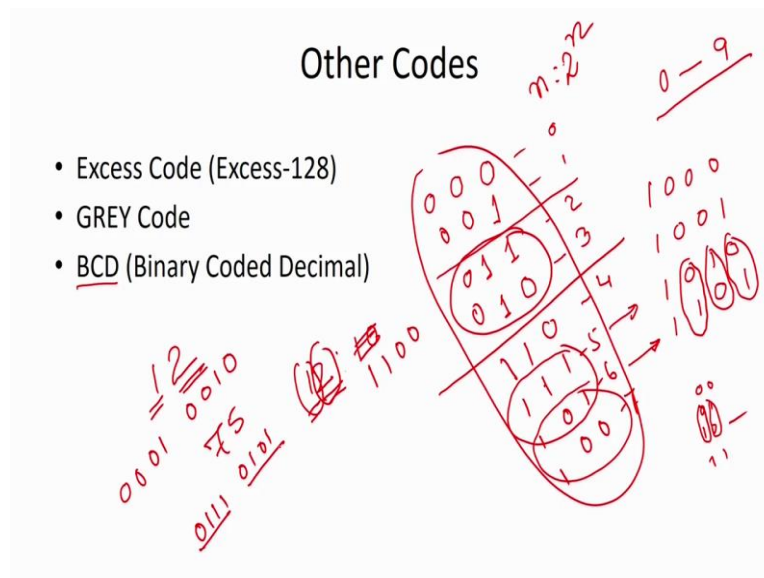 Other Codes
n : 2^n
0 — 9
• Excess Code (Excess-128)
• GREY Code
• BCD (Binary Coded Decimal)
0 0 0 – 0
0 0 1 – 1
0 1 1 – 2
0 1 0 – 3
1 1 0 – 4
1 1 1 – 5
1 0 1 – 6
1 0 0
1 0 0 0
1 0 0 1
12
0001 0010
75
0111 0101
(12)
1100